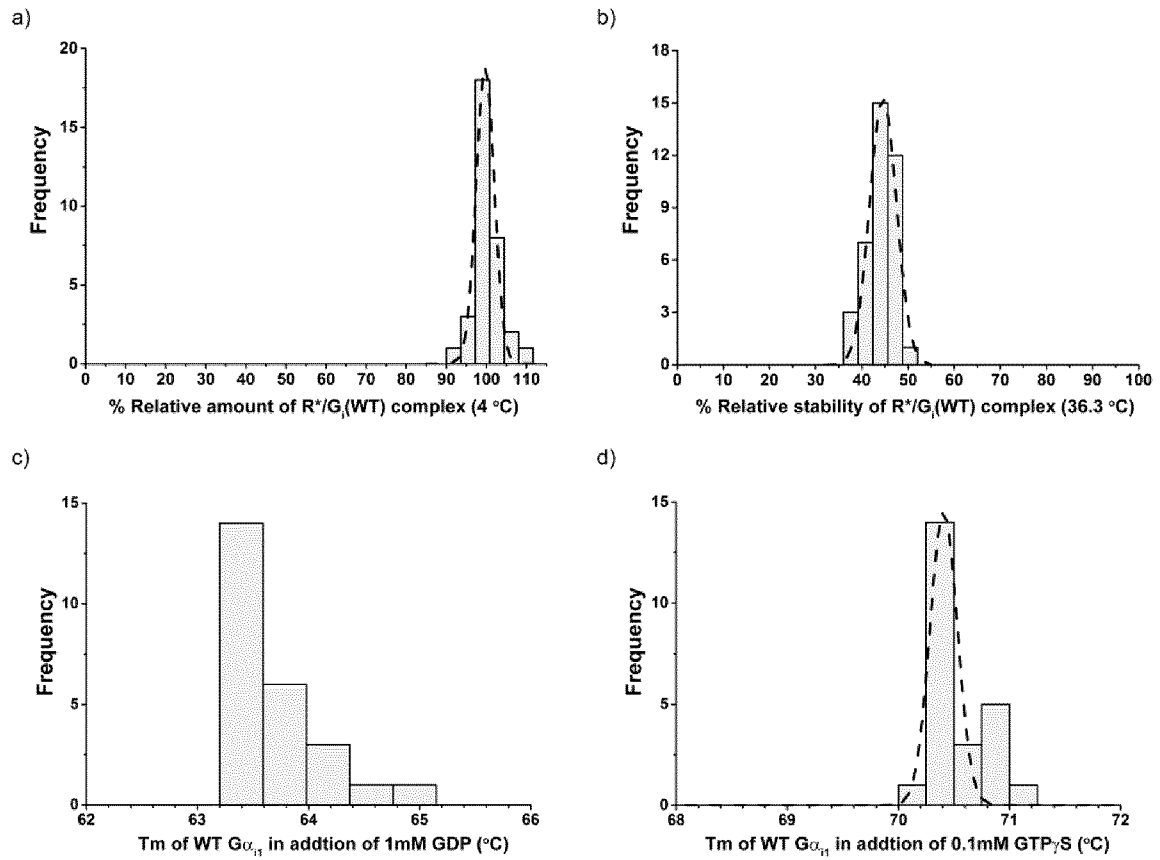 a)
20
15
10
5
0
Frequency
0 10 20 30 40 50 60 70 80 90 100 110
% Relative amount of R*/Gi(WT) complex (4 °C)
b)
18
15
12
9
6
3
0
Frequency
0 10 20 30 40 50 60 70 80 90 100
% Relative stability of R*/Gi(WT) complex (36.3 °C)
c)
15
10
5
0
Frequency
62 63 64 65 66
Tm of WT Gαi1 in addtion of 1mM GDP (°C)
d)
15
10
5
0
Frequency
68 69 70 71 72
Tm of WT Gαi1 in addtion of 0.1mM GTPγS (°C)